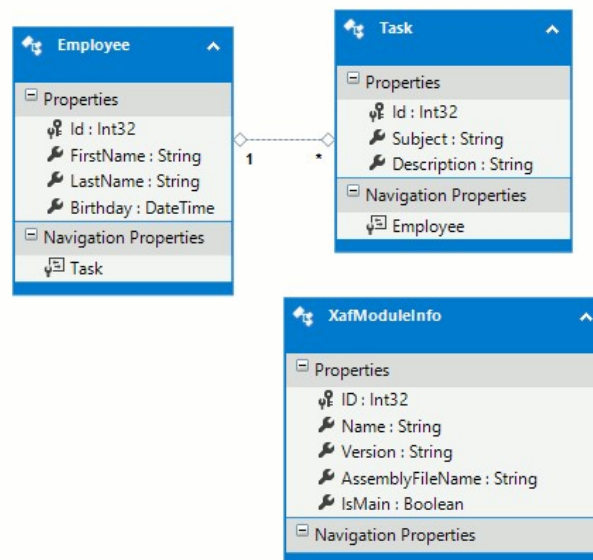 Employee
Properties
Id : Int32
FirstName : String
LastName : String
Birthday : DateTime
Navigation Properties
Task
1
*
Task
Properties
Id : Int32
Subject : String
Description : String
Navigation Properties
Employee
XafModuleInfo
Properties
ID : Int32
Name : String
Version : String
AssemblyFileName : String
IsMain : Boolean
Navigation Properties